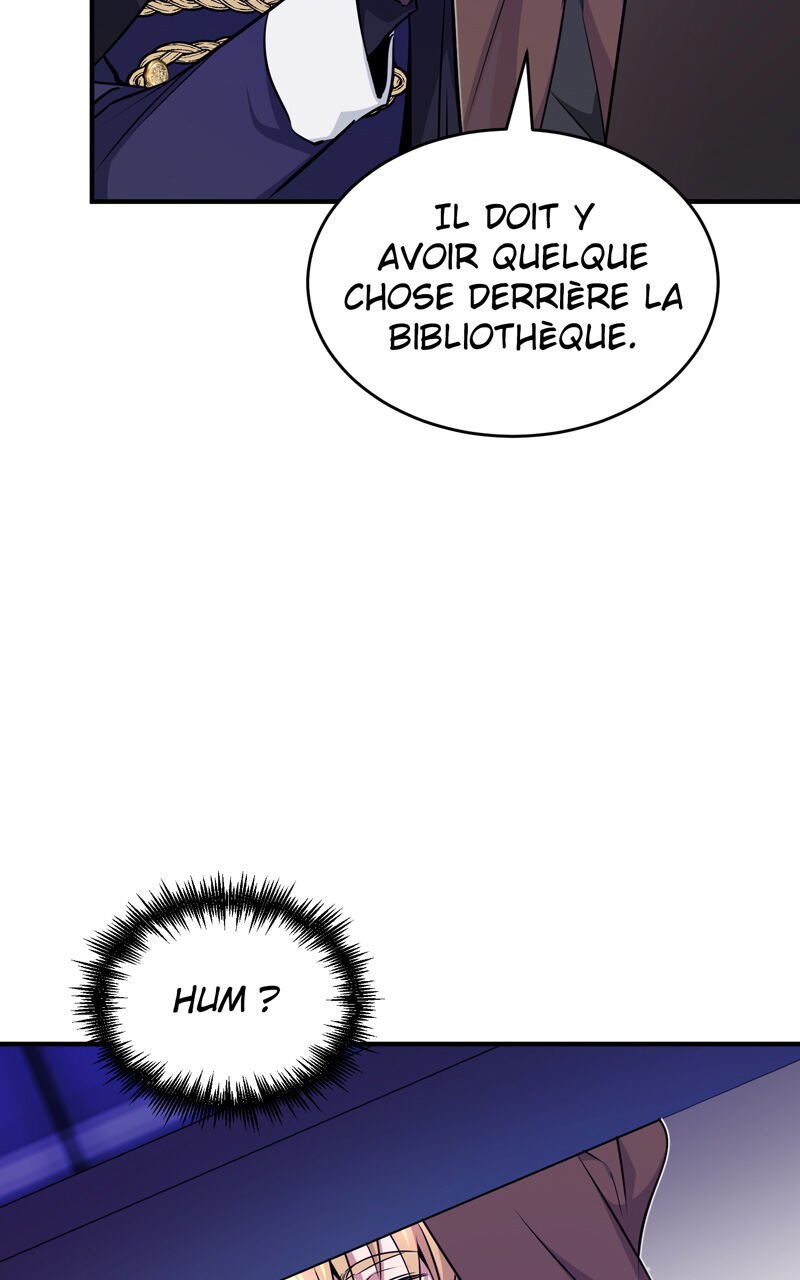 IL DOIT Y
AVOIR QUELQUE
CHOSE DERRIÈRE LA
BIBLIOTHÈQUE.
HUM ?